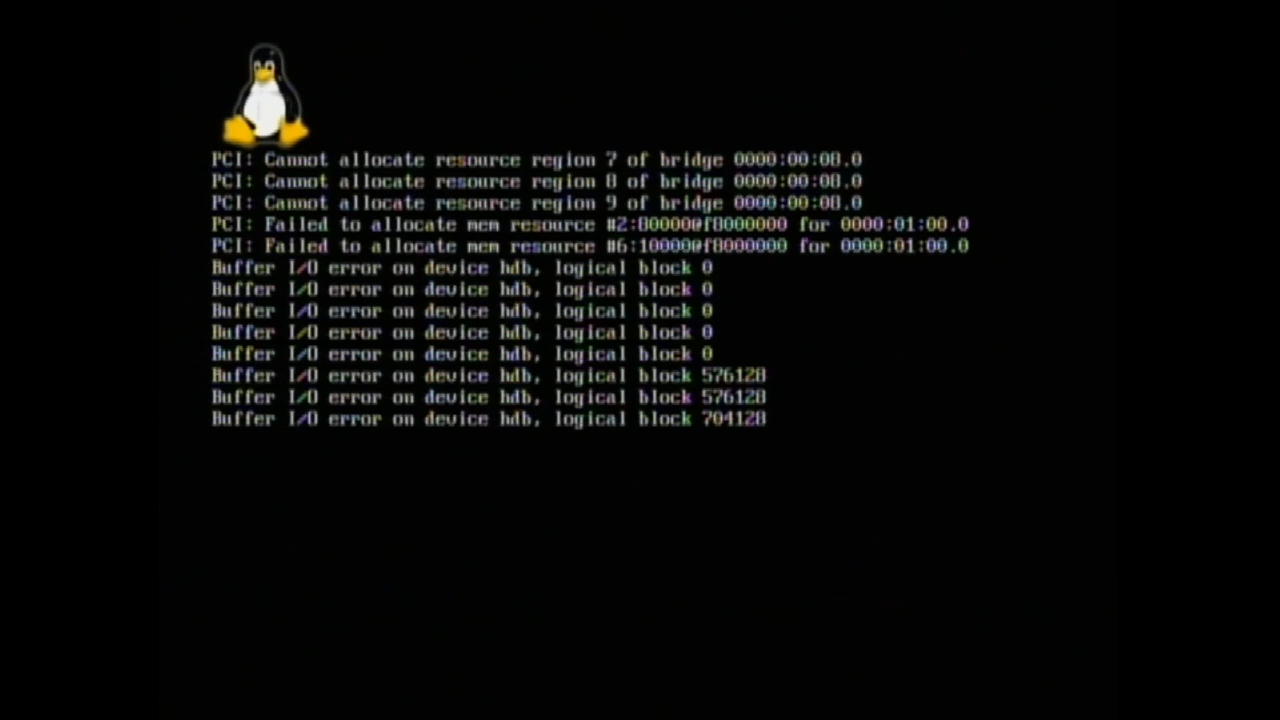 PCI: Cannot allocate resource region 7 of bridge 0000:00:08.0
PCI: Cannot allocate resource region 8 of bridge 0000:00:08.0
PCI: Cannot allocate resource region 9 of bridge 0000:00:08.0
PCI: Failed to allocate mem resource #2:80000@f8000000 for 0000:01:00.0
PCI: Failed to allocate mem resource #6:10000@f8000000 for 0000:01:00.0
Buffer I/O error on device hdb, logical block 0
Buffer I/O error on device hdb, logical block 0
Buffer I/O error on device hdb, logical block 0
Buffer I/O error on device hdb, logical block 0
Buffer I/O error on device hdb, logical block 0
Buffer I/O error on device hdb, logical block 576128
Buffer I/O error on device hdb, logical block 576128
Buffer I/O error on device hdb, logical block 704128